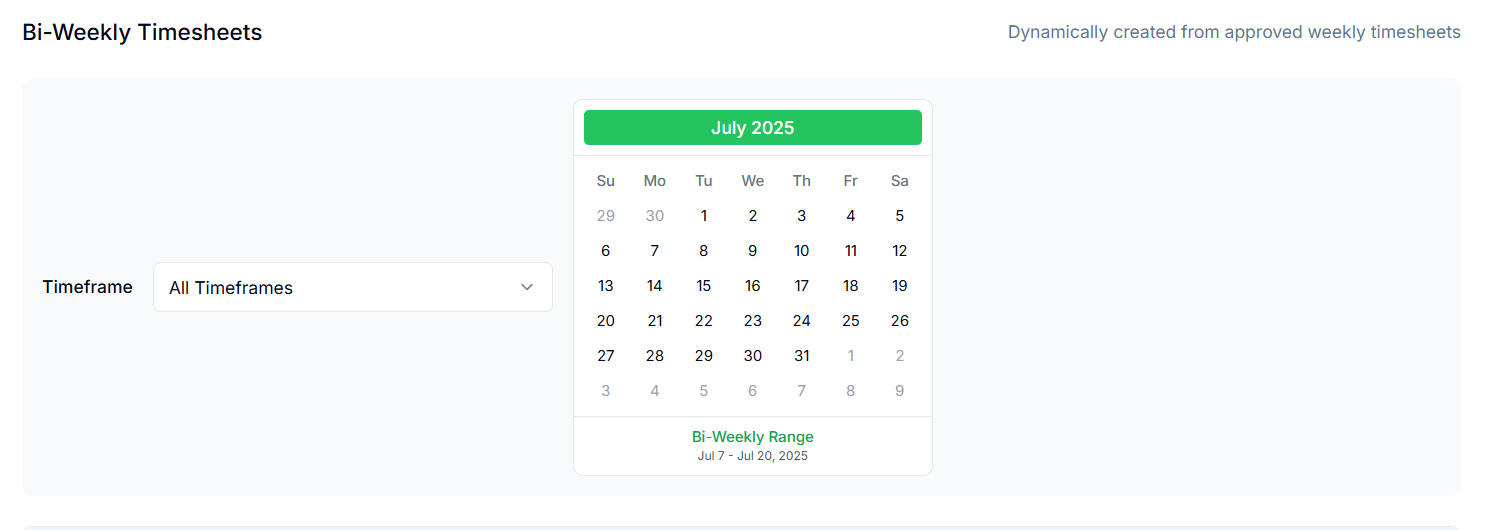 Bi-Weekly Timesheets
Dynamically created from approved weekly timesheets
Timeframe
All Timeframes
July 2025
Su Mo Tu We Th Fr Sa
29 30 1 2 3 4 5
6 7 8 9 10 11 12
13 14 15 16 17 18 19
20 21 22 23 24 25 26
27 28 29 30 31 1 2
3 4 5 6 7 8 9
Bi-Weekly Range
Jul 7 - Jul 20, 2025